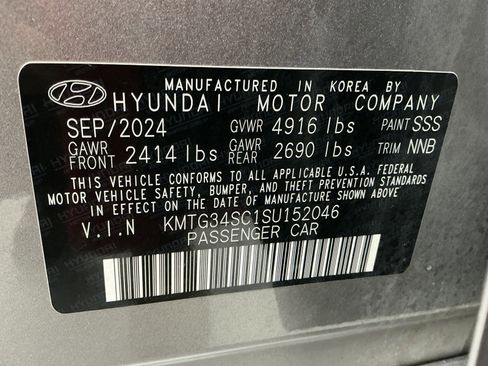 MANUFACTURED IN KOREA BY
HYUNDAI MOTOR COMPANY
SEP/2024 GVWR 4916 lbs PAINT SSS
GAWR FRONT 2414 lbs GAWR REAR 2690 lbs TRIM NNB
THIS VEHICLE CONFORMS TO ALL APPLICABLE U.S.A. FEDERAL
MOTOR VEHICLE SAFETY, BUMPER, AND THEFT PREVENTION STANDARDS
IN EFFECT ON THE DATE OF MANUFACTURE SHOWN ABOVE
V.I.N KMTG34SC1SU152046
PASSENGER CAR